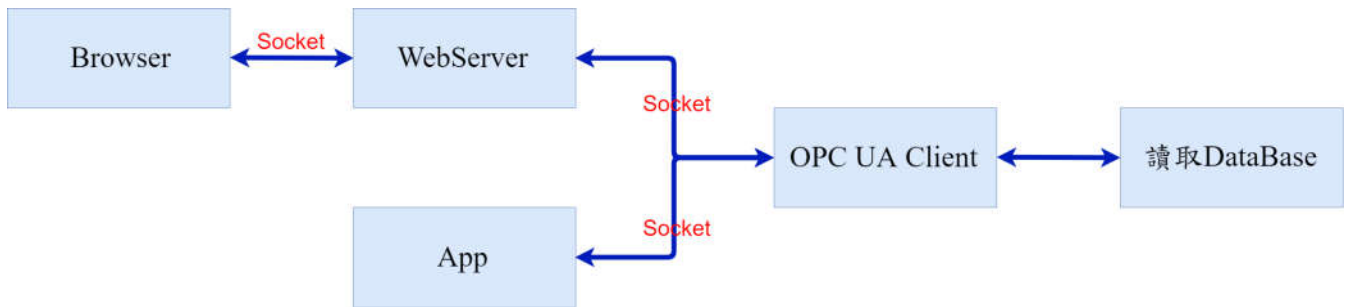 Browser
Socket
WebServer
Socket
OPC UA Client
讀取DataBase
Socket
App